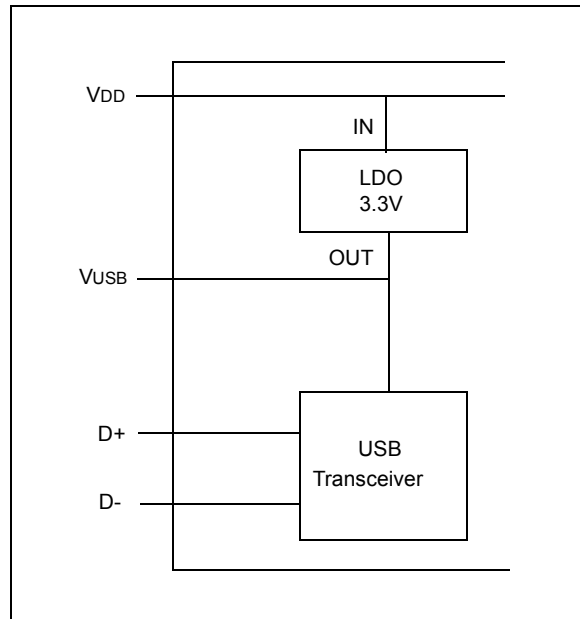 VDD
IN
LDO
3.3V
OUT
VUSB
D+
USB
Transceiver
D-